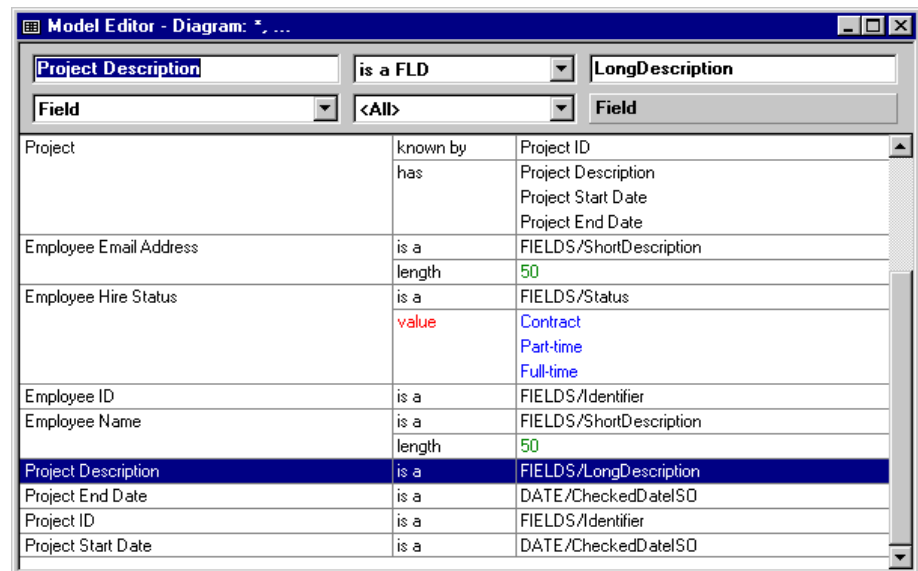 Model Editor - Diagram: *, ...
Project Description is a FLD LongDescription
Field <All> Field
Project known by Project ID
has Project Description
Project Start Date
Project End Date
Employee Email Address is a FIELDS/ShortDescription
length 50
Employee Hire Status is a FIELDS/Status
value Contract
Part-time
Full-time
Employee ID is a FIELDS/Identifier
Employee Name is a FIELDS/ShortDescription
length 50
Project Description is a FIELDS/LongDescription
Project End Date is a DATE/CheckedDateISO
Project ID is a FIELDS/Identifier
Project Start Date is a DATE/CheckedDateISO